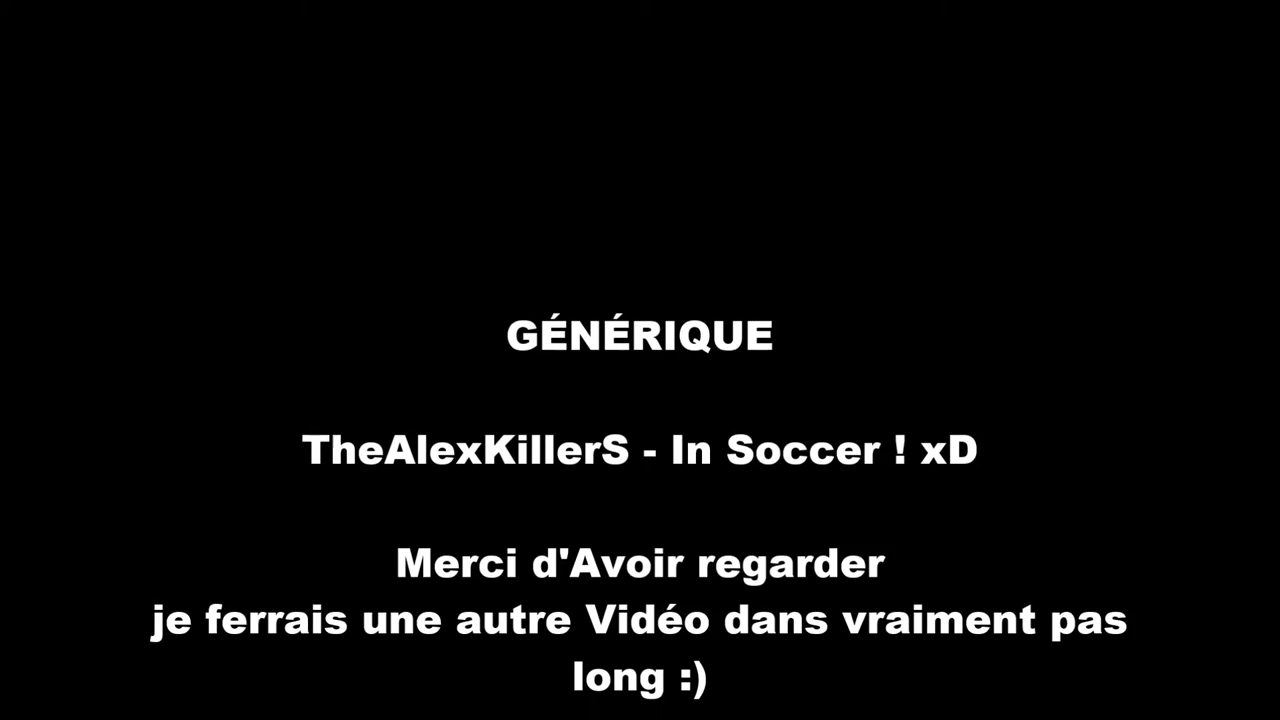 GÉNÉRIQUE
TheAlexKillerS - In Soccer ! xD
Merci d'Avoir regarder
je ferrais une autre Vidéo dans vraiment pas
long :)